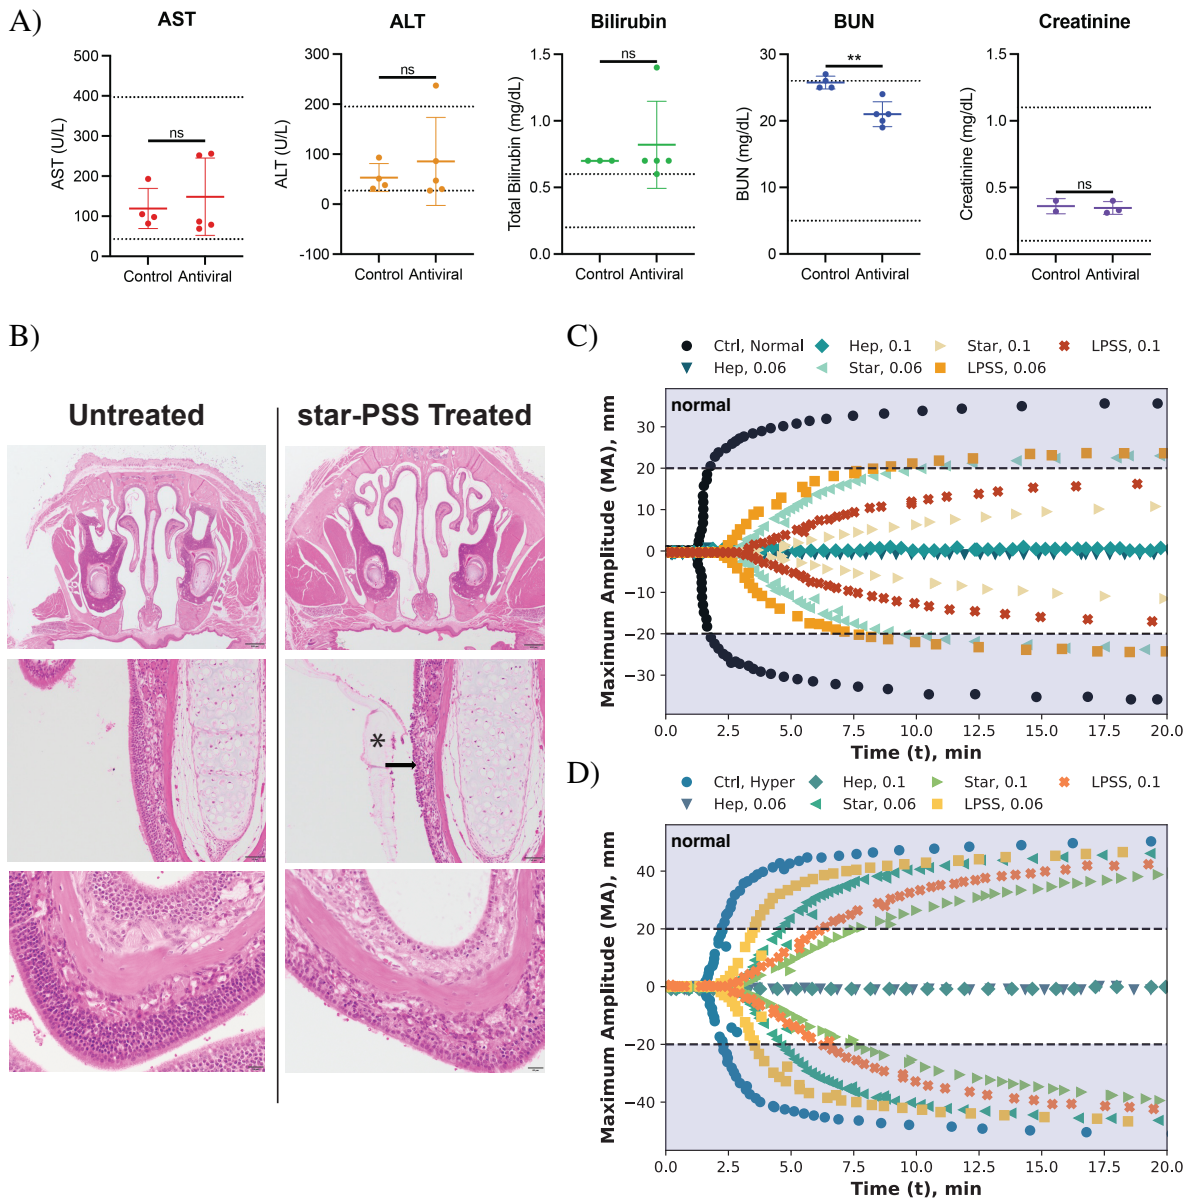 A)
AST
ALT
Bilirubin
BUN
Creatinine
500
400
300
200
100
0
AST (U/L)
ns
Control Antiviral
300
200
100
0
-100
ALT (U/L)
ns
Control Antiviral
1.5
1.0
0.5
0.0
Total Bilirubin (mg/dL)
ns
Control Antiviral
30
20
10
0
BUN (mg/dL)
**
Control Antiviral
1.5
1.0
0.5
0.0
Creatinine (mg/dL)
ns
Control Antiviral
B)
Untreated
star-PSS Treated
*
C)
Ctrl, Normal
Hep, 0.1
Star, 0.1
LPSS, 0.1
Hep, 0.06
Star, 0.06
LPSS, 0.06
normal
30
20
10
0
−10
−20
−30
Maximum Amplitude (MA), mm
0.0 2.5 5.0 7.5 10.0 12.5 15.0 17.5 20.0
Time (t), min
D)
Ctrl, Hyper
Hep, 0.1
Star, 0.1
LPSS, 0.1
Hep, 0.06
Star, 0.06
LPSS, 0.06
normal
40
20
0
−20
−40
Maximum Amplitude (MA), mm
0.0 2.5 5.0 7.5 10.0 12.5 15.0 17.5 20.0
Time (t), min